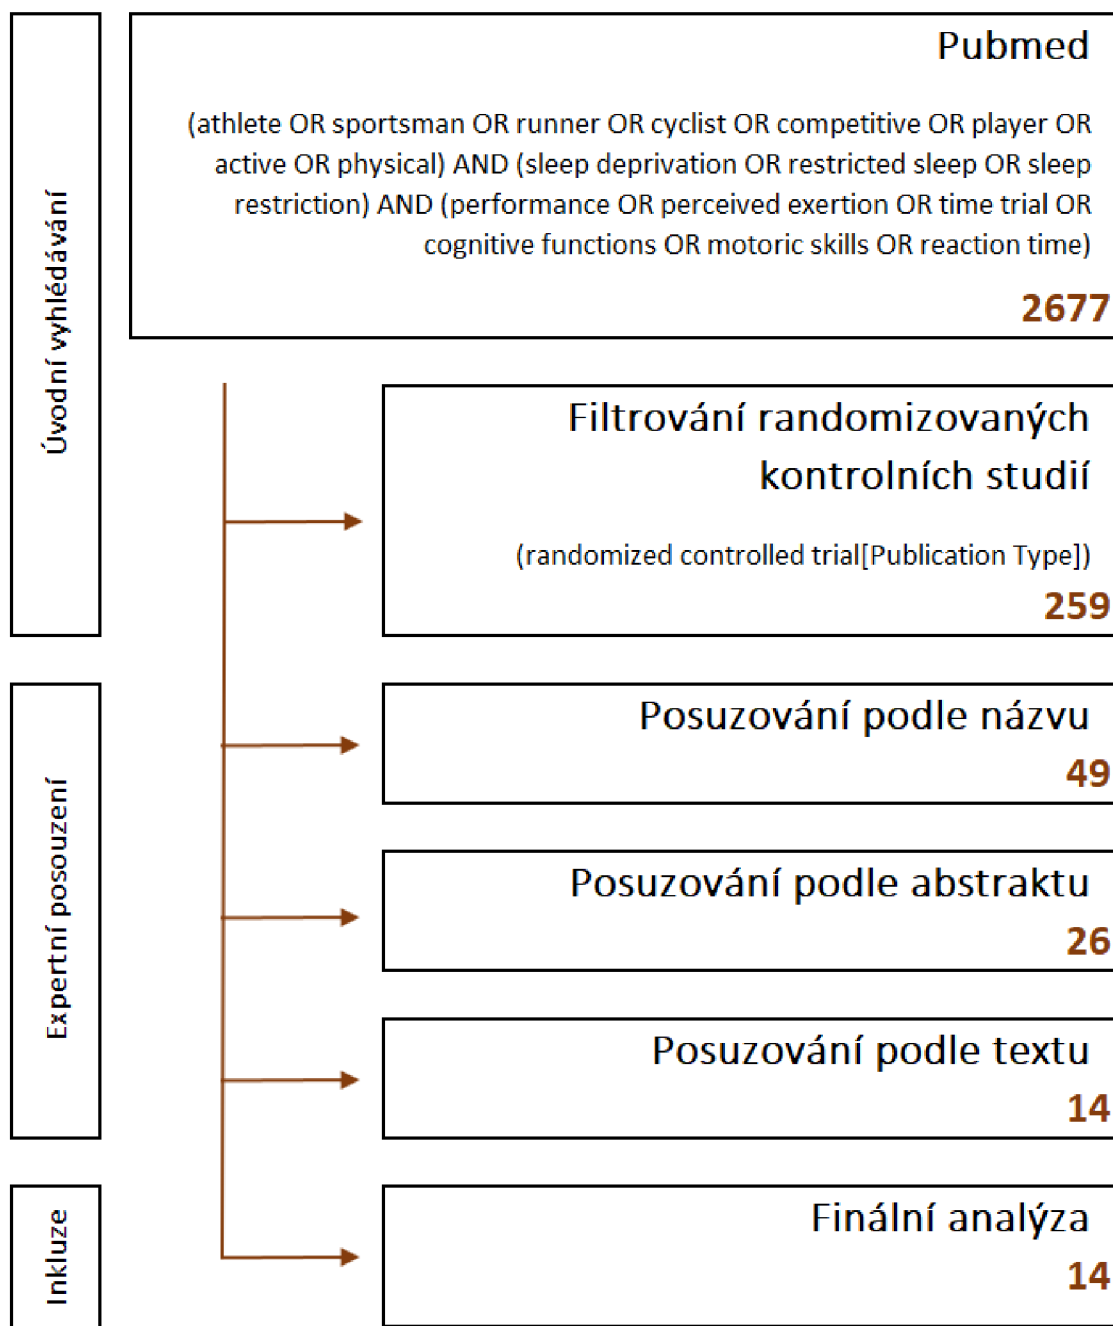 Úvodní vyhlédávání
Pubmed
(athlete OR sportsman OR runner OR cyclist OR competitive OR player OR
active OR physical) AND (sleep deprivation OR restricted sleep OR sleep
restriction) AND (performance OR perceived exertion OR time trial OR
cognitive functions OR motoric skills OR reaction time)
2677
Filtrování randomizovaných
kontrolních studií
(randomized controlled trial[Publication Type])
259
Expertní posouzení
Posuzování podle názvu
49
Posuzování podle abstraktu
26
Posuzování podle textu
14
Inkluze
Finální analýza
14